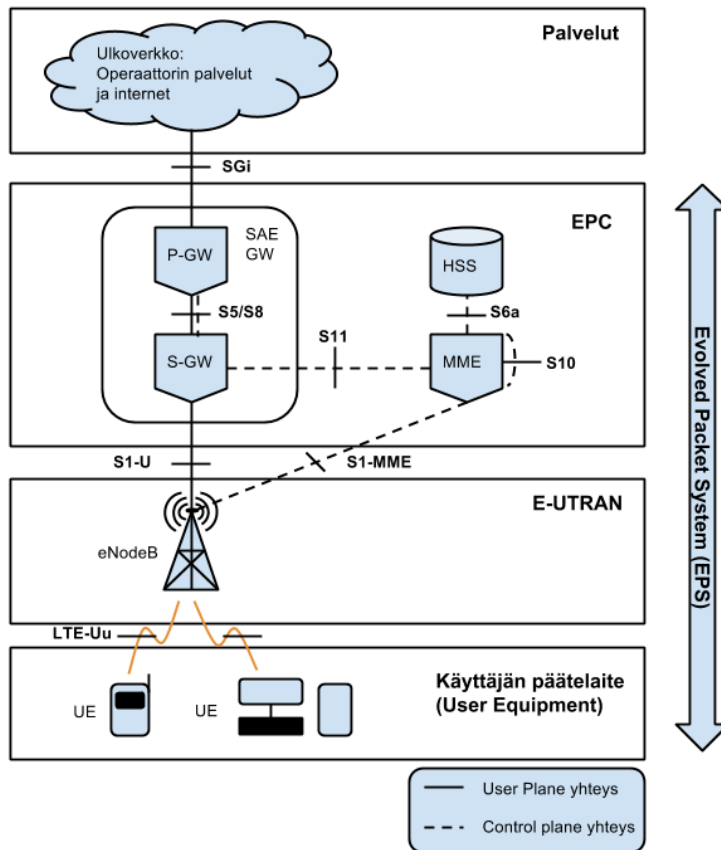 Palvelut
Ulkoverkko:
Operaattorin palvelut
ja internet
SGi
EPC
SAE
GW
P-GW
HSS
S5/S8
S6a
S11
S-GW
MME
S10
S1-U
S1-MME
E-UTRAN
eNodeB
LTE-Uu
Käyttäjän päätelaite
(User Equipment)
UE
UE
Evolved Packet System (EPS)
User Plane yhteys
Control plane yhteys